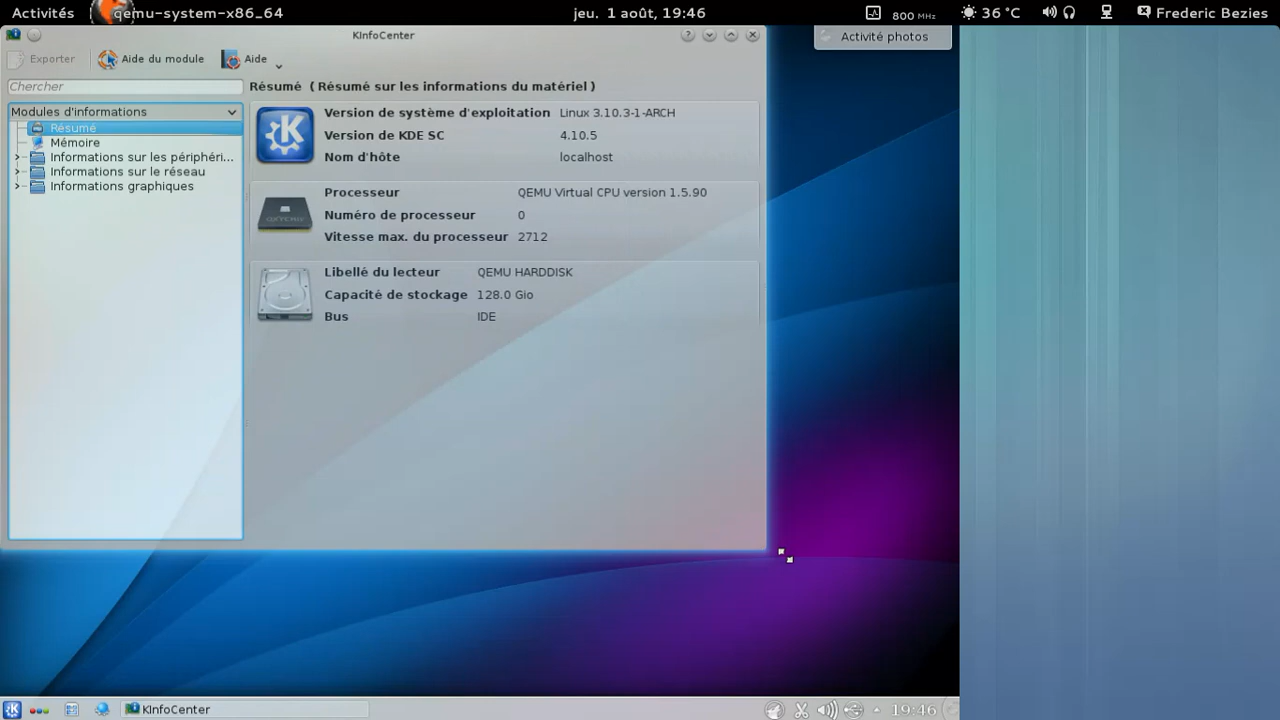 Activités qemu-system-x86_64 jeu. 1 août, 19:46 800 MHz 36 °C Frederic Bezies
KInfoCenter
Activité photos
Exporter Aide du module Aide
Chercher
Résumé ( Résumé sur les informations du matériel )
Modules d'informations
Résumé
Mémoire
Informations sur les périphéri...
Informations sur le réseau
Informations graphiques
Version de système d'exploitation Linux 3.10.3-1-ARCH
Version de KDE SC 4.10.5
Nom d'hôte localhost
Processeur QEMU Virtual CPU version 1.5.90
Numéro de processeur 0
Vitesse max. du processeur 2712
Libellé du lecteur QEMU HARDDISK
Capacité de stockage 128.0 Gio
Bus IDE
KInfoCenter 19:46